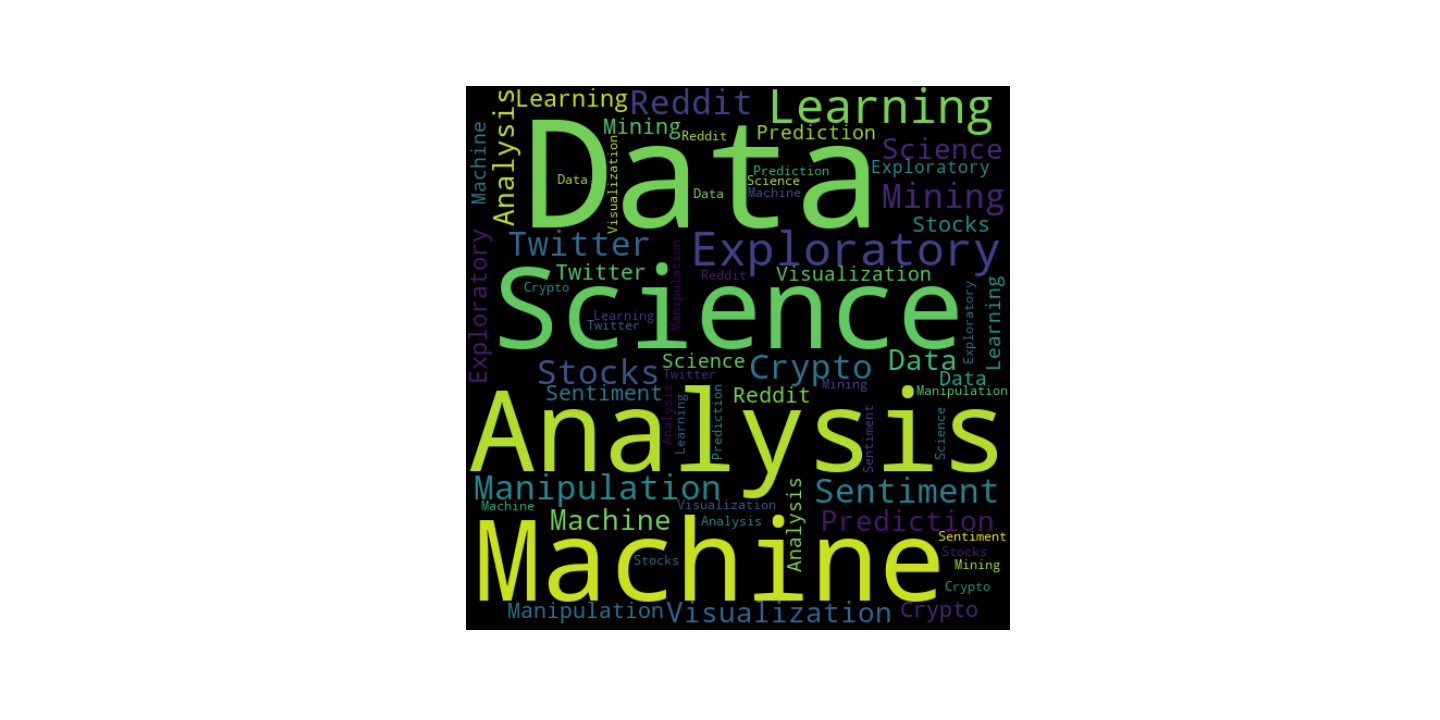 Learning
Reddit
Learning
Analysis
Mining
Reddit
Prediction
Machine
Data
Visualization
Science
Exploratory
Prediction
Data
Science
Data
Machine
Mining
Stocks
Twitter
Exploratory
Exploratory
Manipulation
Twitter
Reddit
Visualization
Crypto
Science
Exploratory
Learning
Learning
Twitter
Stocks
Science
Crypto
Data
Twitter
Mining
Data
Sentiment
Reddit
Manipulation
Analysis
Analysis
Learning
Prediction
Sentiment
Science
Manipulation
Sentiment
Machine
Visualization
Analysis
Machine
Analysis
Prediction
Machine
Sentiment
Stocks
Stocks
Mining
Crypto
Manipulation
Visualization
Crypto